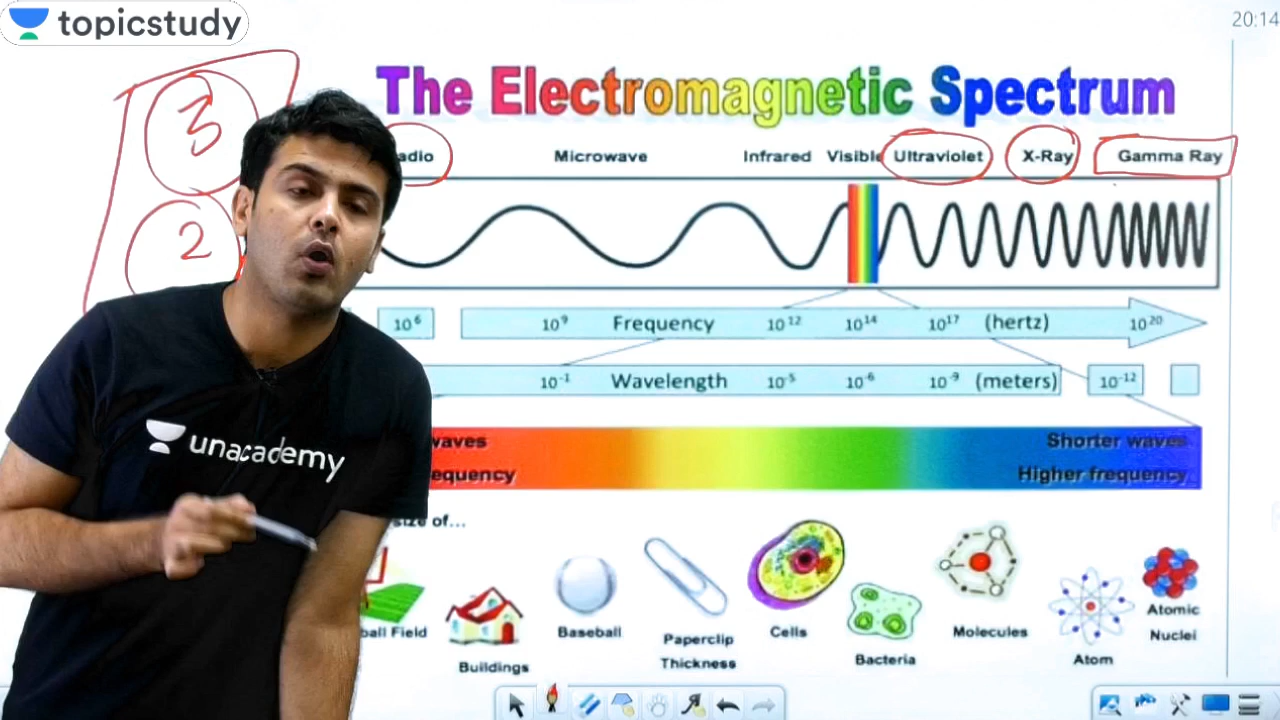 topicstudy
20:14
3
2
The Electromagnetic Spectrum
adio Microwave Infrared Visible Ultraviolet X-Ray Gamma Ray
10⁶ 10⁹ Frequency 10¹² 10¹⁴ 10¹⁷ (hertz) 10²⁰
10⁻¹ Wavelength 10⁻⁵ 10⁻⁶ 10⁻⁹ (meters) 10⁻¹²
waves Shorter waves
equency Higher frequency
unacademy
size of...
ball Field
Buildings
Baseball
Paperclip
Thickness
Cells
Bacteria
Molecules
Atom
Atomic
Nuclei